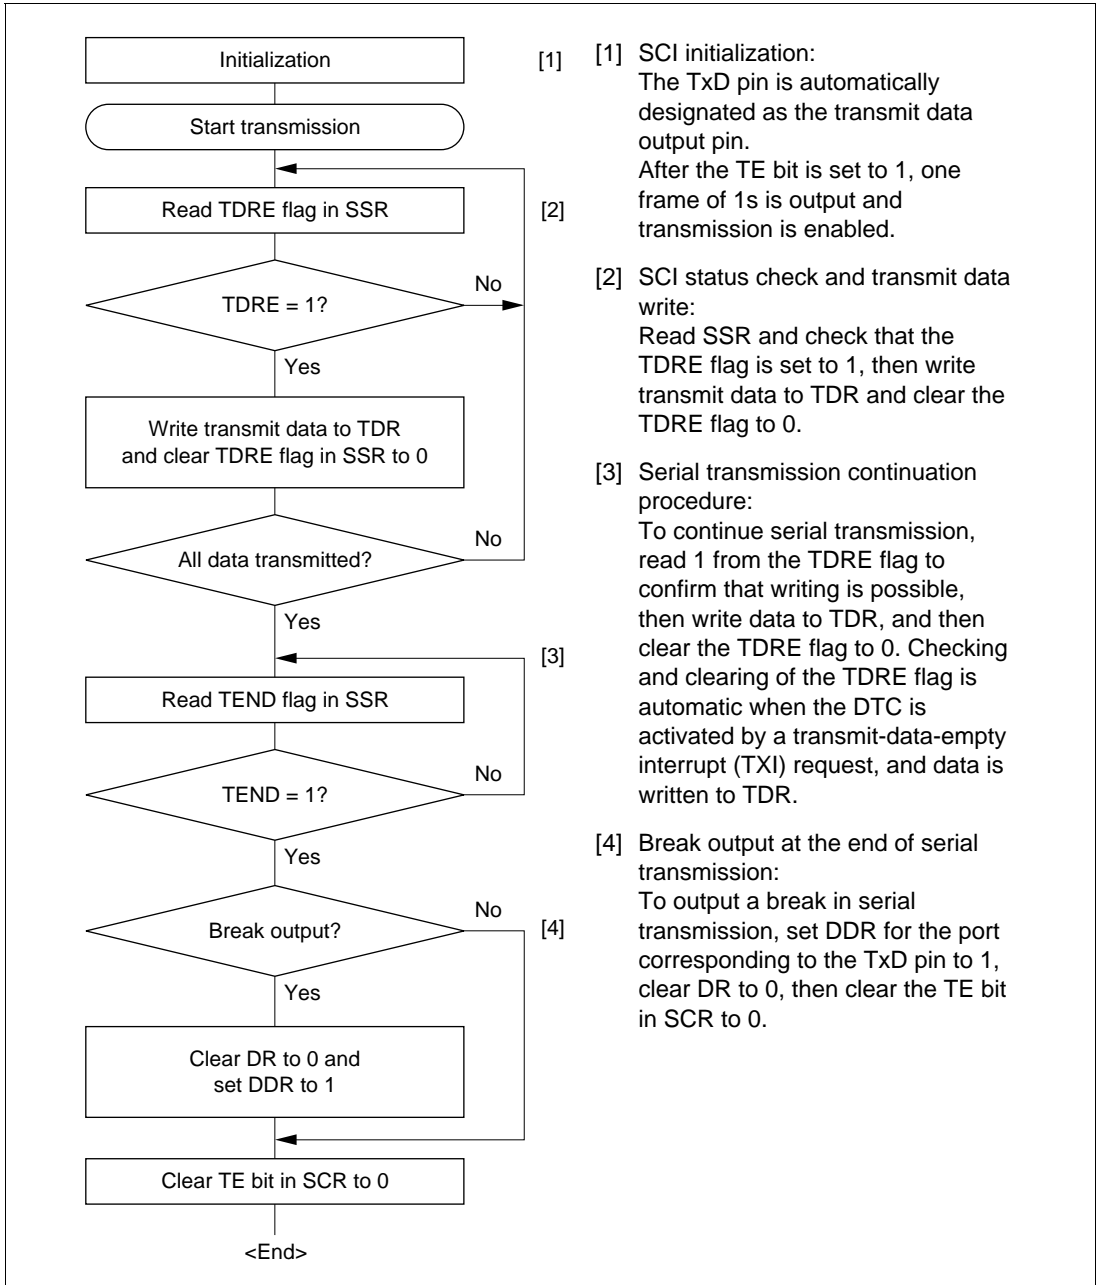 Initialization
[1]
Start transmission
Read TDRE flag in SSR
[2]
TDRE = 1?
No
Yes
Write transmit data to TDR
and clear TDRE flag in SSR to 0
All data transmitted?
No
Yes
[3]
Read TEND flag in SSR
TEND = 1?
No
Yes
Break output?
No
[4]
Yes
Clear DR to 0 and
set DDR to 1
Clear TE bit in SCR to 0
<End>
[1] SCI initialization:
The TxD pin is automatically
designated as the transmit data
output pin.
After the TE bit is set to 1, one
frame of 1s is output and
transmission is enabled.
[2] SCI status check and transmit data
write:
Read SSR and check that the
TDRE flag is set to 1, then write
transmit data to TDR and clear the
TDRE flag to 0.
[3] Serial transmission continuation
procedure:
To continue serial transmission,
read 1 from the TDRE flag to
confirm that writing is possible,
then write data to TDR, and then
clear the TDRE flag to 0. Checking
and clearing of the TDRE flag is
automatic when the DTC is
activated by a transmit-data-empty
interrupt (TXI) request, and data is
written to TDR.
[4] Break output at the end of serial
transmission:
To output a break in serial
transmission, set DDR for the port
corresponding to the TxD pin to 1,
clear DR to 0, then clear the TE bit
in SCR to 0.